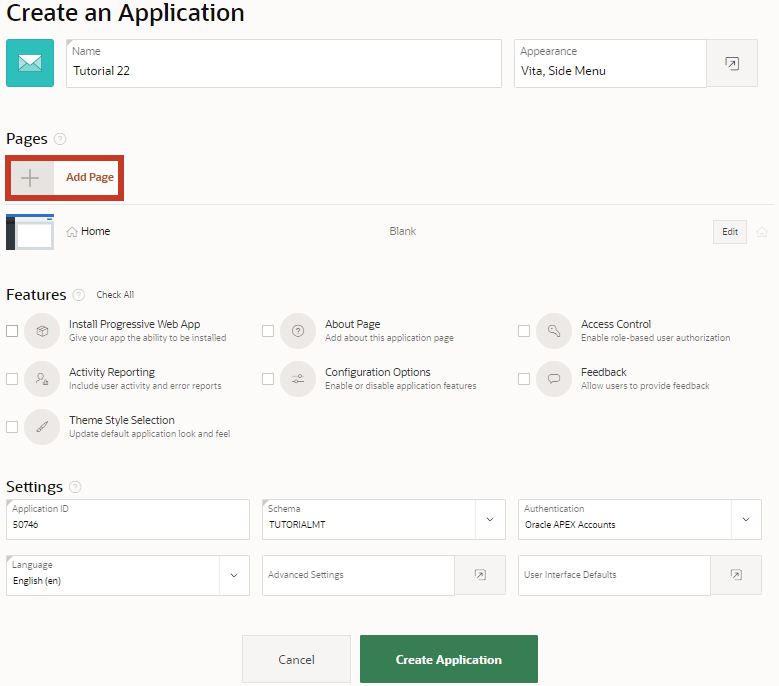 Create an Application
Name
Tutorial 22
Appearance
Vita, Side Menu
Pages ?
Add Page
Home Blank Edit
Features ? Check All
Install Progressive Web App
Give your app the ability to be installed
About Page
Add about this application page
Access Control
Enable role-based user authorization
Activity Reporting
Include user activity and error reports
Configuration Options
Enable or disable application features
Feedback
Allow users to provide feedback
Theme Style Selection
Update default application look and feel
Settings ?
Application ID
50746
Schema
TUTORIALMT
Authentication
Oracle APEX Accounts
Language
English (en)
Advanced Settings
User Interface Defaults
Cancel
Create Application